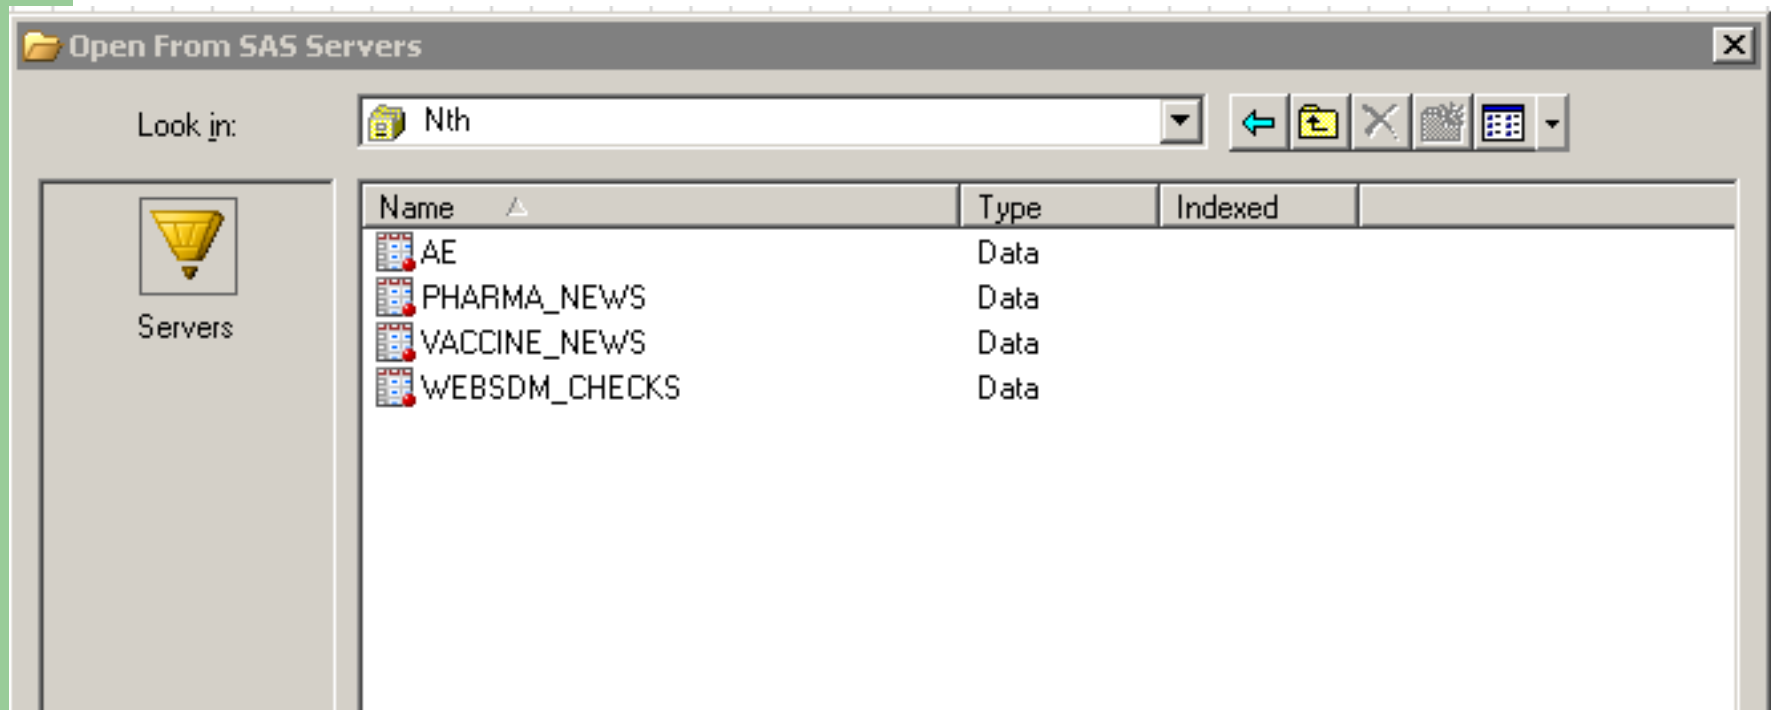 Open From SAS Servers
Look in:
Nth
Servers
Name Type Indexed
AE Data
PHARMA_NEWS Data
VACCINE_NEWS Data
WEBSDM_CHECKS Data